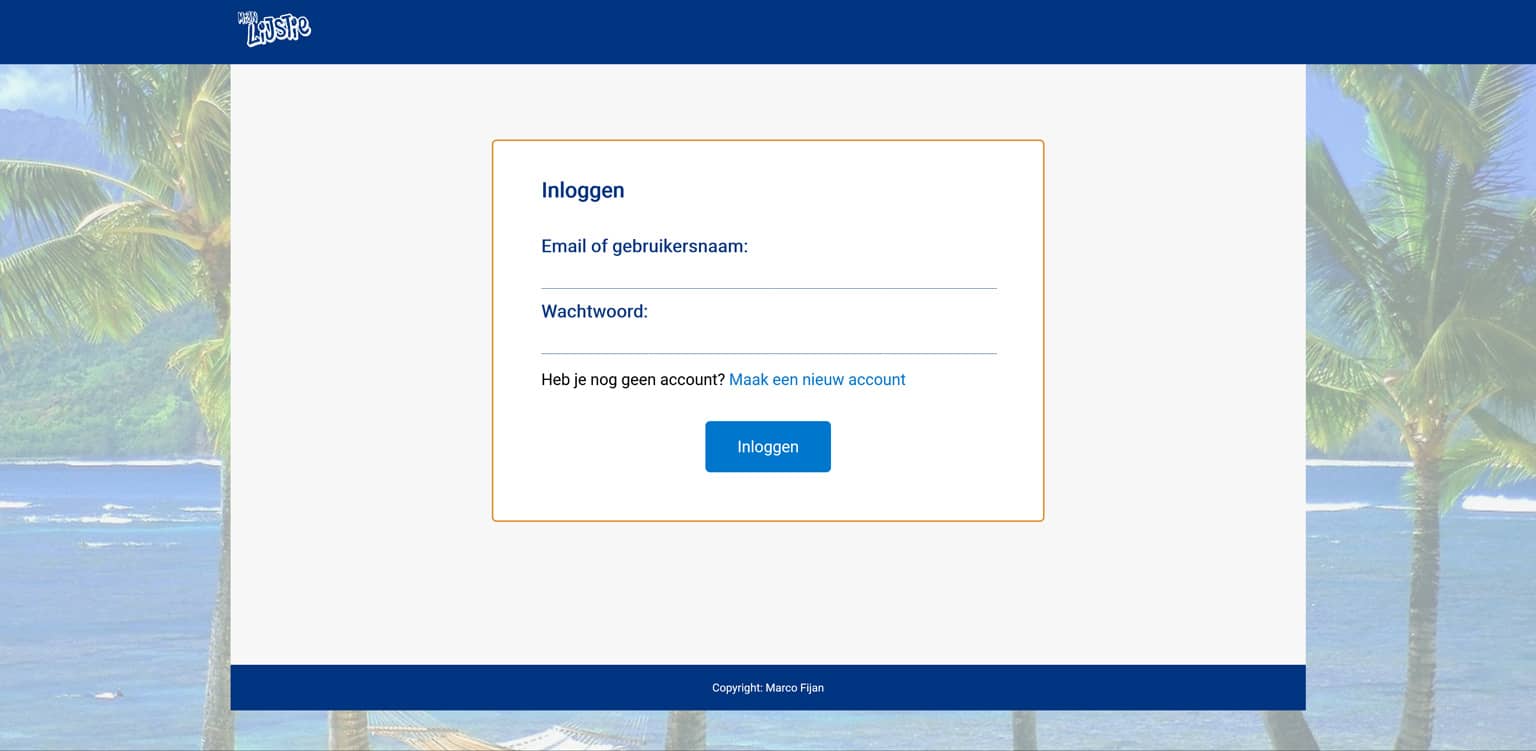 Mijn
Lijstje
Inloggen
Email of gebruikersnaam:
Wachtwoord:
Heb je nog geen account? Maak een nieuw account
Inloggen
Copyright: Marco Fijan